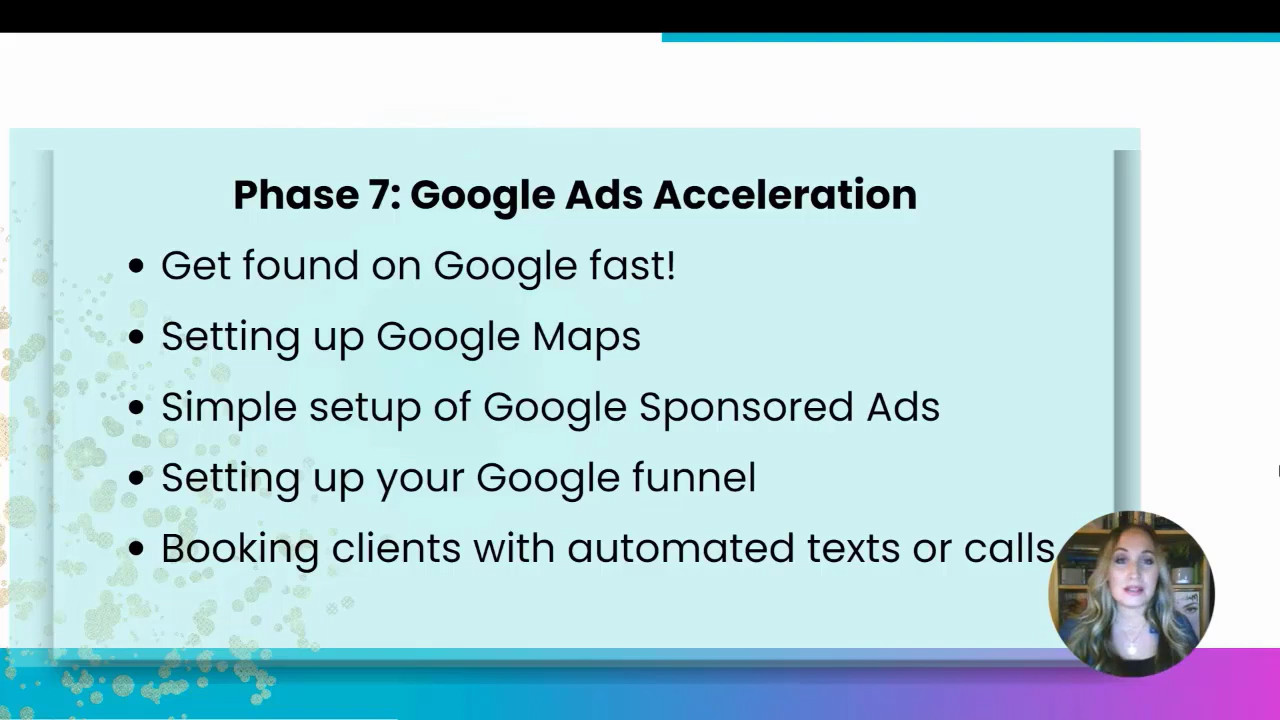 Phase 7: Google Ads Acceleration
• Get found on Google fast!
• Setting up Google Maps
• Simple setup of Google Sponsored Ads
• Setting up your Google funnel
• Booking clients with automated texts or calls